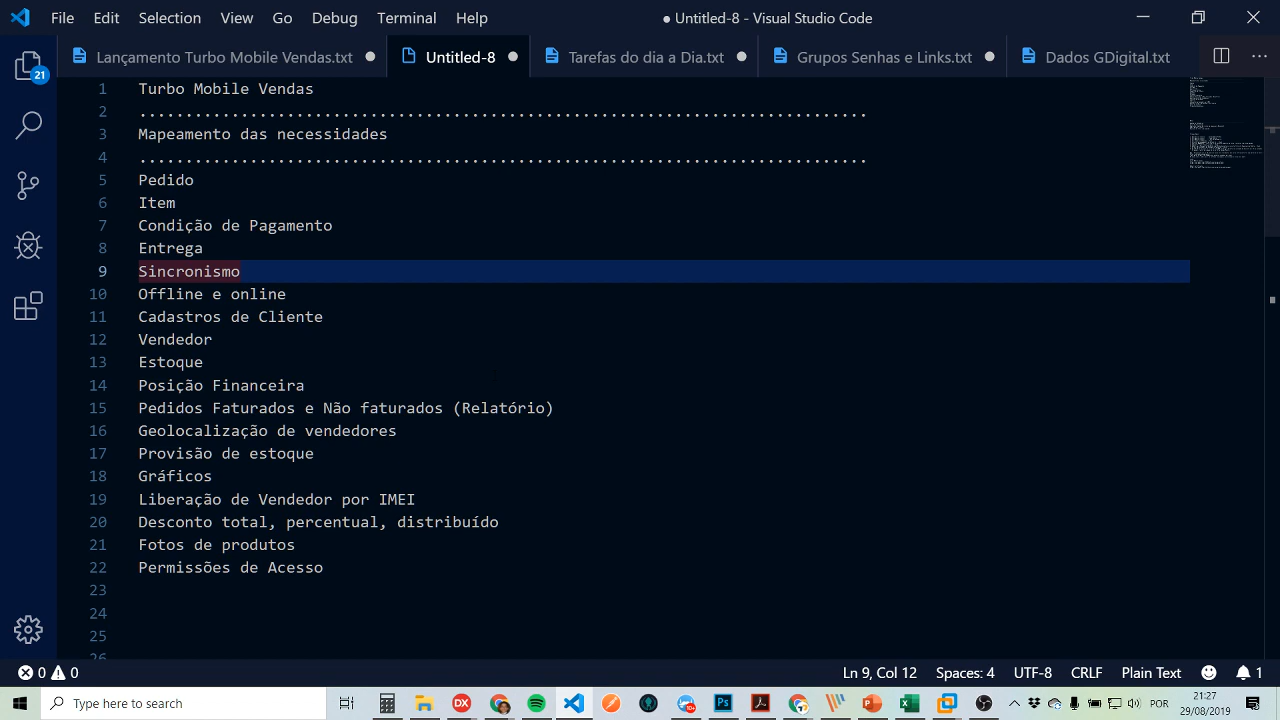 File Edit Selection View Go Debug Terminal Help ● Untitled-8 - Visual Studio Code
Lançamento Turbo Mobile Vendas.txt Untitled-8 Tarefas do dia a Dia.txt Grupos Senhas e Links.txt Dados GDigital.txt
21
1 Turbo Mobile Vendas
2 ...............................................................................
3 Mapeamento das necessidades
4 ...............................................................................
5 Pedido
6 Item
7 Condição de Pagamento
8 Entrega
9 Sincronismo
10 Offline e online
11 Cadastros de Cliente
12 Vendedor
13 Estoque
14 Posição Financeira
15 Pedidos Faturados e Não faturados (Relatório)
16 Geolocalização de vendedores
17 Provisão de estoque
18 Gráficos
19 Liberação de Vendedor por IMEI
20 Desconto total, percentual, distribuído
21 Fotos de produtos
22 Permissões de Acesso
23
24
25
26
0 0 Ln 9, Col 12 Spaces: 4 UTF-8 CRLF Plain Text 1
Type here to search DX 10+ Ps POR 21:27
29/08/2019